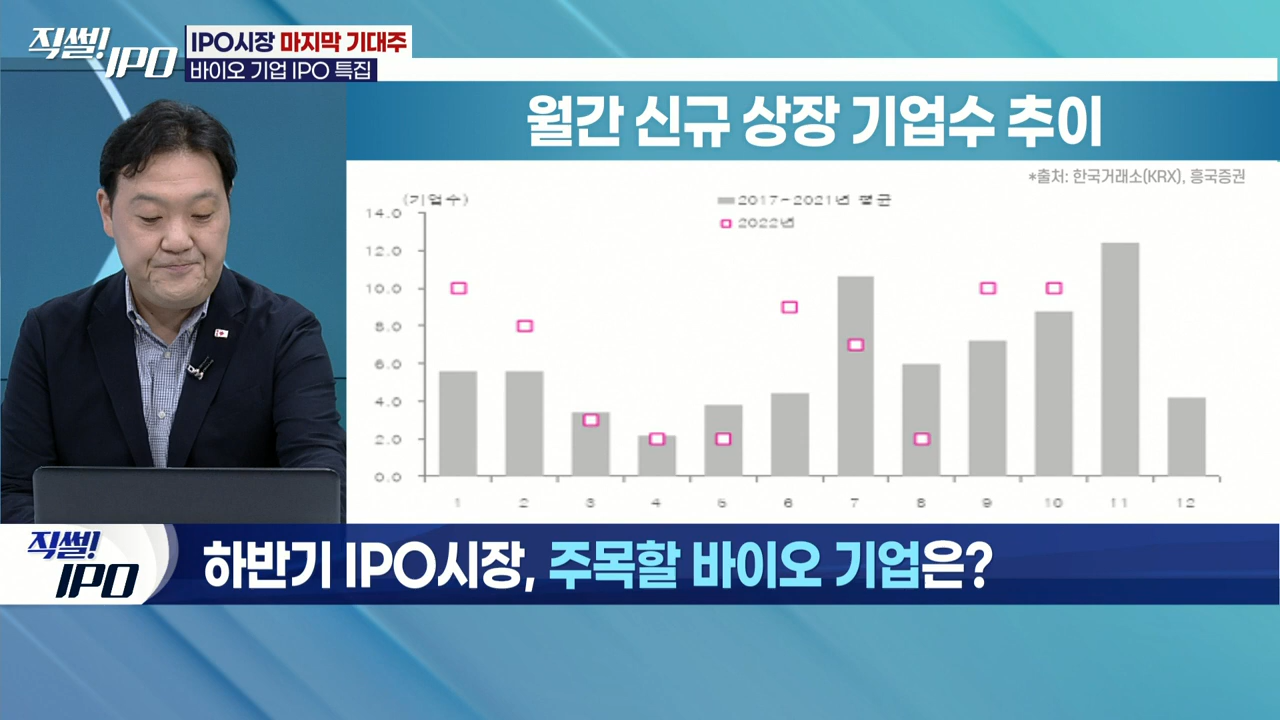 직썰! IPO
IPO시장 마지막 기대주
바이오 기업 IPO 특집
월간 신규 상장 기업수 추이
*출처: 한국거래소(KRX), 흥국증권
(기업수)
2017~2021년 평균
2022년
14.0
12.0
10.0
8.0
6.0
4.0
2.0
0.0
1 2 3 4 5 6 7 8 9 10 11 12
직썰! IPO
하반기 IPO시장, 주목할 바이오 기업은?